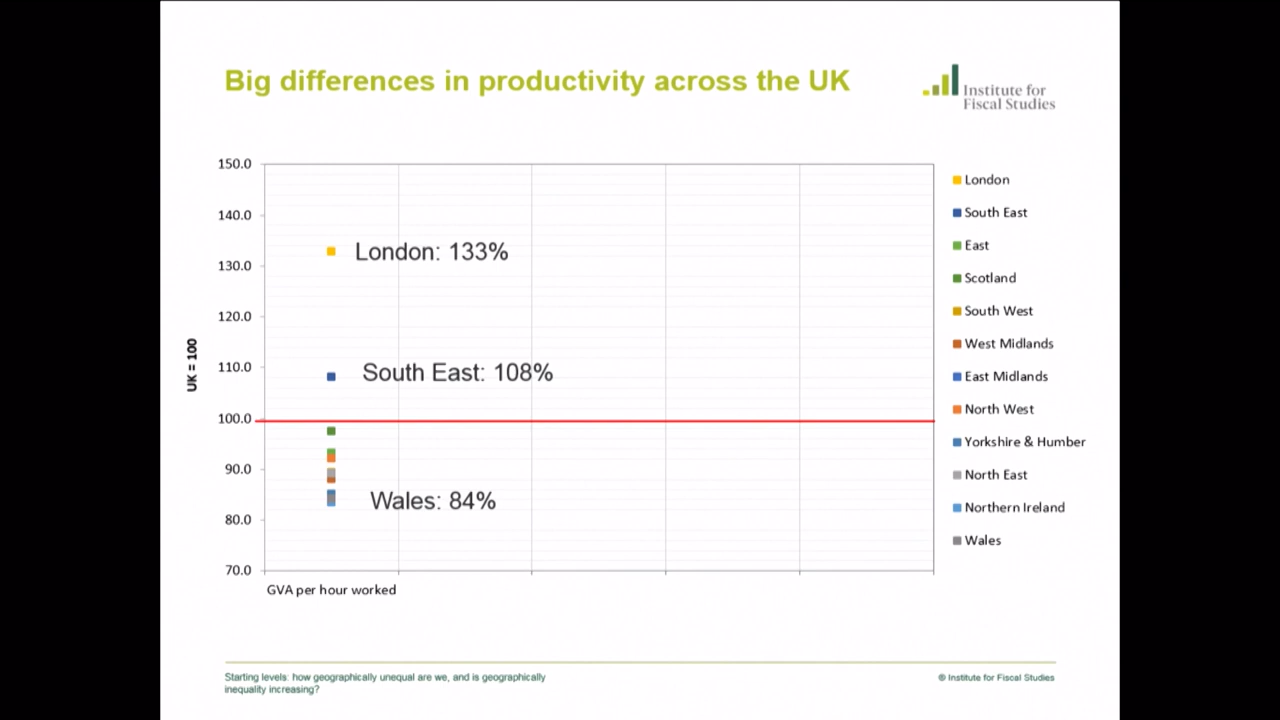 Big differences in productivity across the UK
Institute for
Fiscal Studies
150.0
140.0
130.0
120.0
110.0
100.0
90.0
80.0
70.0
UK = 100
London: 133%
South East: 108%
Wales: 84%
GVA per hour worked
London
South East
East
Scotland
South West
West Midlands
East Midlands
North West
Yorkshire & Humber
North East
Northern Ireland
Wales
Starting levels: how geographically unequal are we, and is geographically
inequality increasing?
© Institute for Fiscal Studies